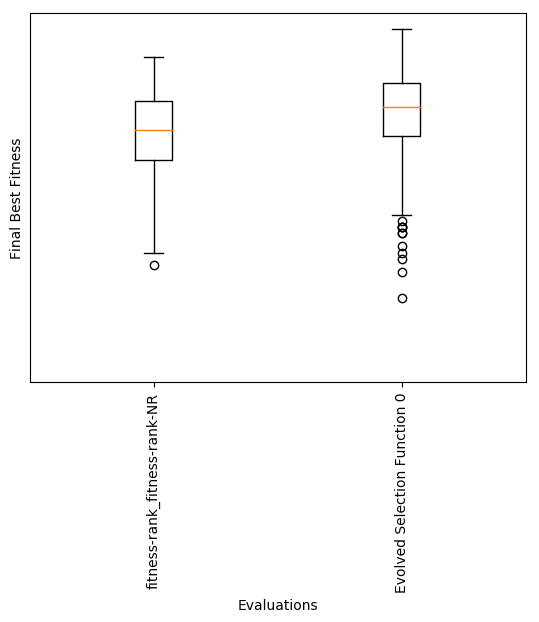 Final Best Fitness
fitness-rank_fitness-rank-NR
Evolved Selection Function 0
Evaluations